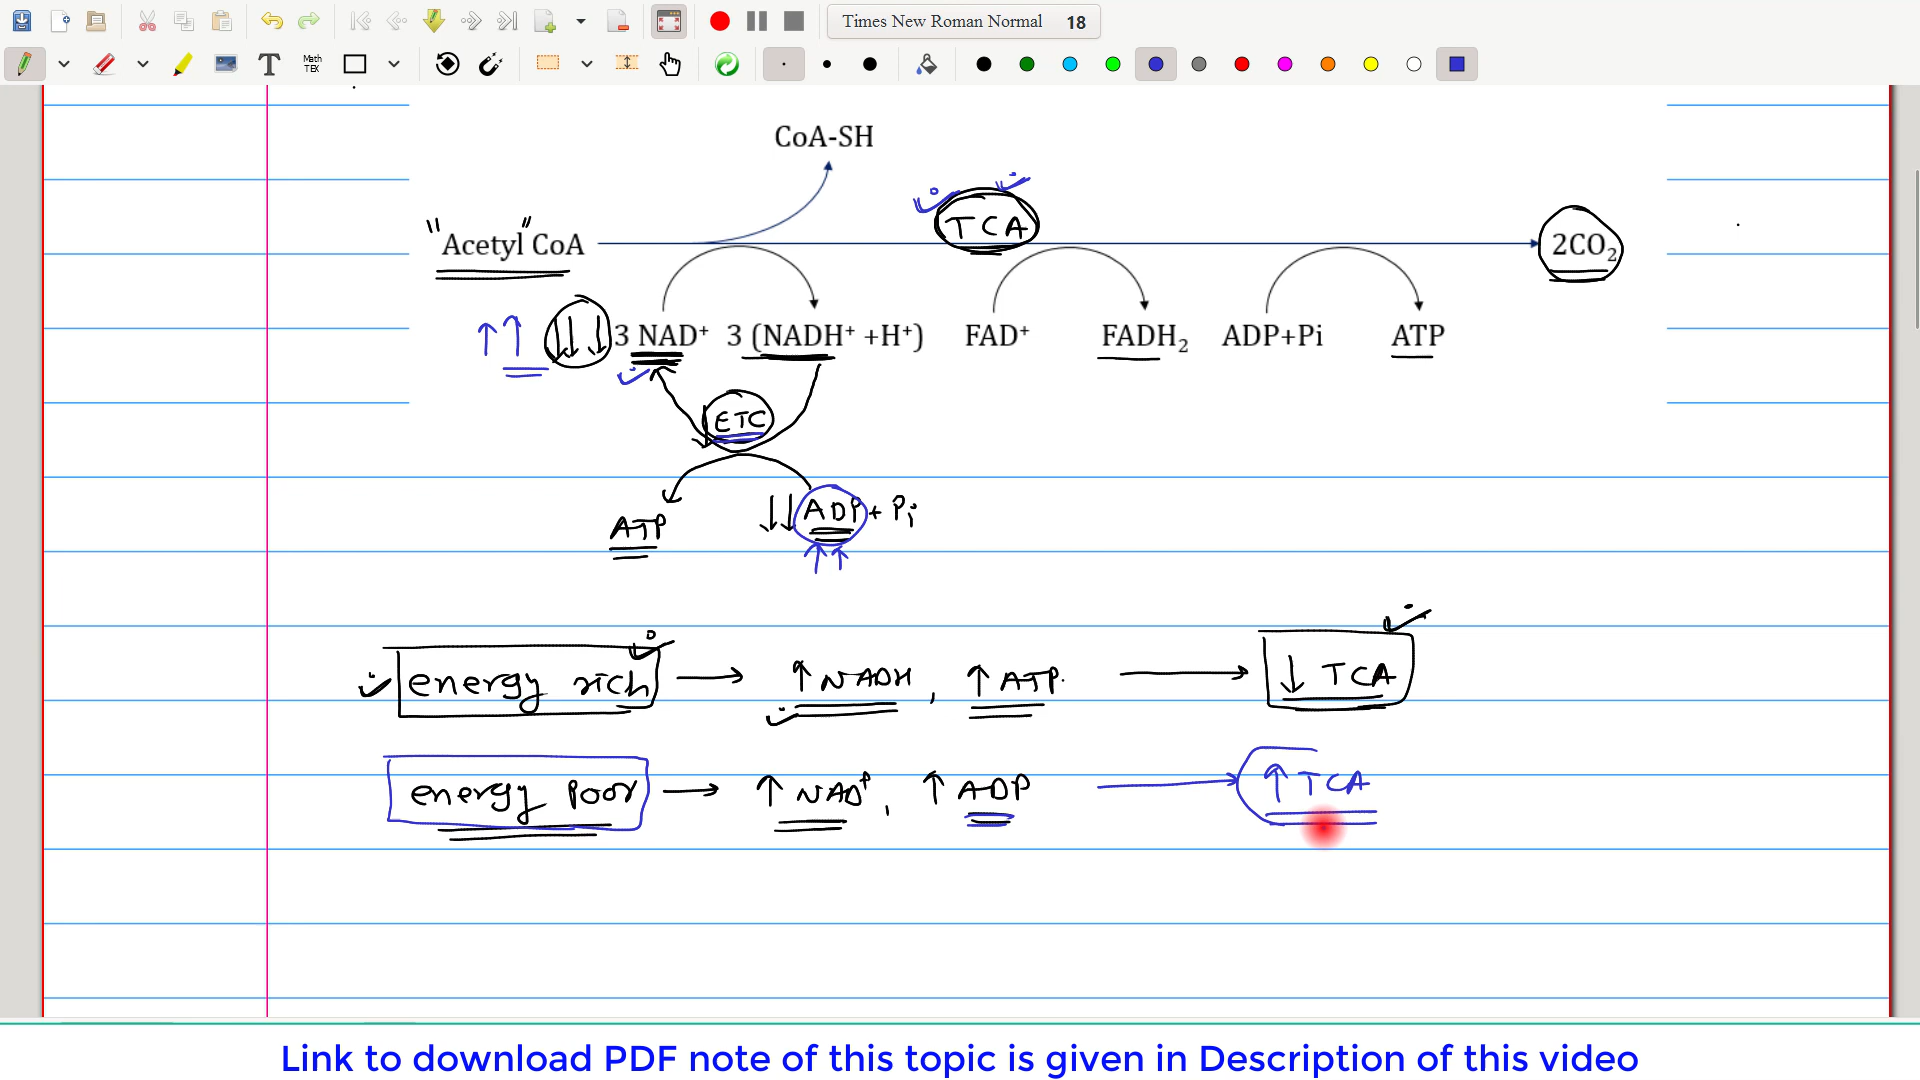 Times New Roman Normal 18
Math
TEX
CoA-SH
TCA
"Acetyl" CoA
2CO₂
↑↑ ↓↓↓ 3 NAD⁺ 3 (NADH⁺ +H⁺) FAD⁺ FADH₂ ADP+Pi ATP
↓ ETC
ATP ↓↓ ADP + Pi
↑↑
energy rich → ↑ NADH, ↑ ATP. → ↓ TCA
energy poor → ↑ NAD⁺, ↑ ADP → ↑ TCA
Link to download PDF note of this topic is given in Description of this video